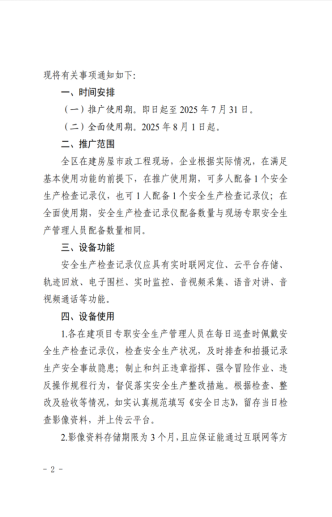 现将有关事项通知如下：
一、时间安排
（一）推广使用期。即日起至 2025 年 7 月 31 日。
（二）全面使用期。2025 年 8 月 1 日起。
二、推广范围
全区在建房屋市政工程现场，企业根据实际情况，在满足
基本使用功能的前提下，在推广使用期，可多人配备 1 个安全
生产检查记录仪，也可 1 人配备 1 个安全生产检查记录仪；在
全面使用期，安全生产检查记录仪配备数量与现场专职安全生
产管理人员配备数量相同。
三、设备功能
安全生产检查记录仪应具有实时联网定位、云平台存储、
轨迹回放、电子围栏、实时监控、音视频采集、语音对讲、音
视频通话等功能。
四、设备使用
1.各在建项目专职安全生产管理人员在每日巡查时佩戴安
全生产检查记录仪，检查安全生产状况，及时排查和拍摄记录
生产安全事故隐患；制止和纠正违章指挥、强令冒险作业、违
反操作规程行为，督促落实安全生产整改措施。根据检查、整
改及验收等情况，如实认真规范填写《安全日志》，留存当日检
查影像资料，并上传云平台。
2.影像资料存储期限为 3 个月，且应保证能通过互联网等方
- 2 -